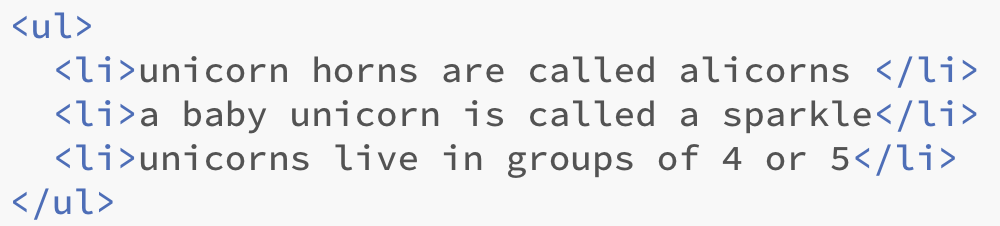 <ul>
  <li>unicorn horns are called alicorns </li>
  <li>a baby unicorn is called a sparkle</li>
  <li>unicorns live in groups of 4 or 5</li>
</ul>